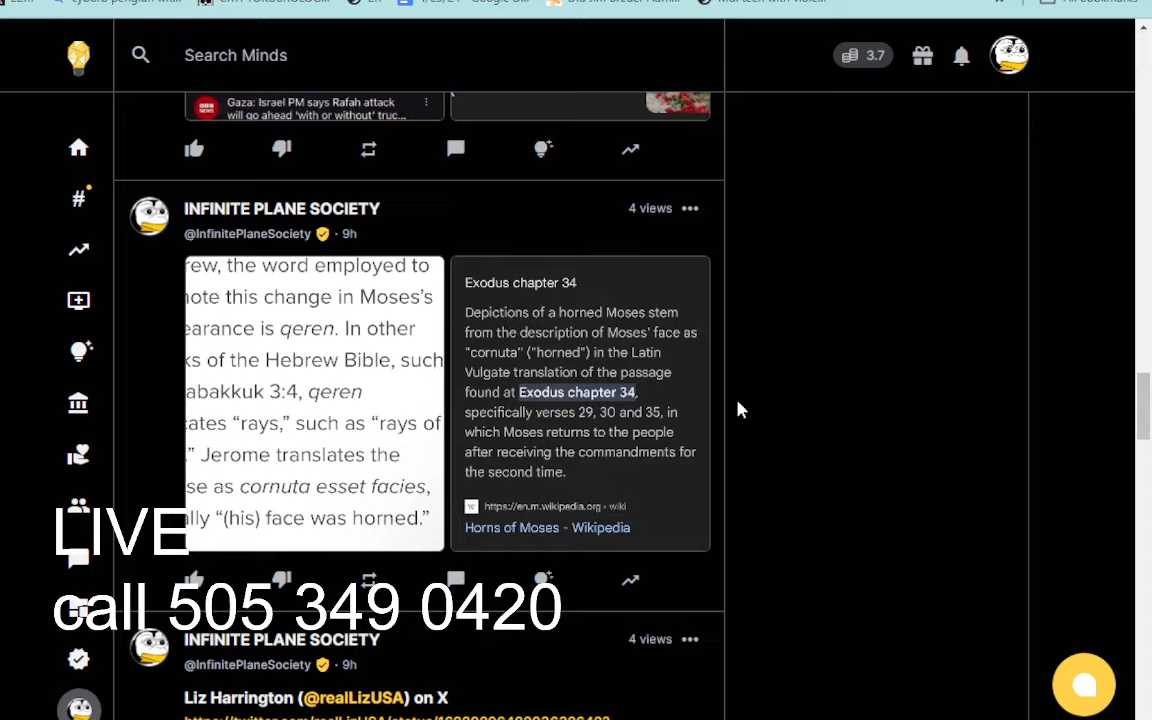 Search Minds
3.7
Gaza: Israel PM says Rafah attack
will go ahead 'with or without' truc...
INFINITE PLANE SOCIETY
4 views
@InfinitePlaneSociety · 9h
rew, the word employed to
note this change in Moses's
earance is qeren. In other
ks of the Hebrew Bible, such
abakkuk 3:4, qeren
cates “rays,” such as “rays of
.” Jerome translates the
se as cornuta esset facies,
ally “(his) face was horned.”
Exodus chapter 34
Depictions of a horned Moses stem
from the description of Moses' face as
"cornuta" ("horned") in the Latin
Vulgate translation of the passage
found at Exodus chapter 34,
specifically verses 29, 30 and 35, in
which Moses returns to the people
after receiving the commandments for
the second time.
https://en.m.wikipedia.org › wiki
Horns of Moses - Wikipedia
LIVE
call 505 349 0420
INFINITE PLANE SOCIETY
4 views
@InfinitePlaneSociety · 9h
Liz Harrington (@realLizUSA) on X